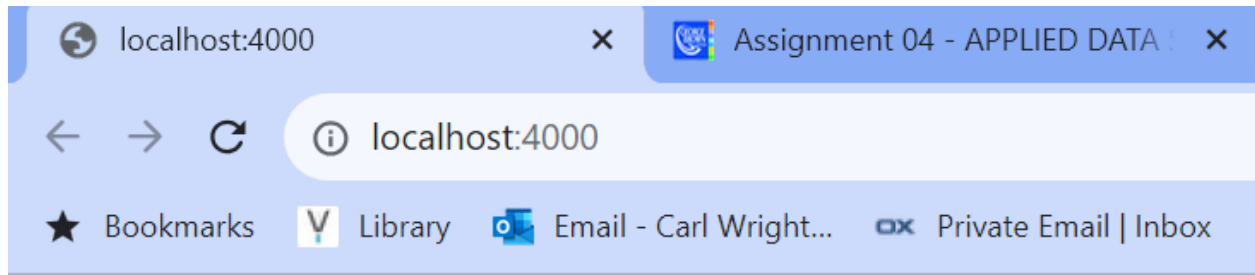 localhost:4000 Assignment 04 - APPLIED DATA
localhost:4000
Bookmarks Library Email - Carl Wright... Private Email | Inbox